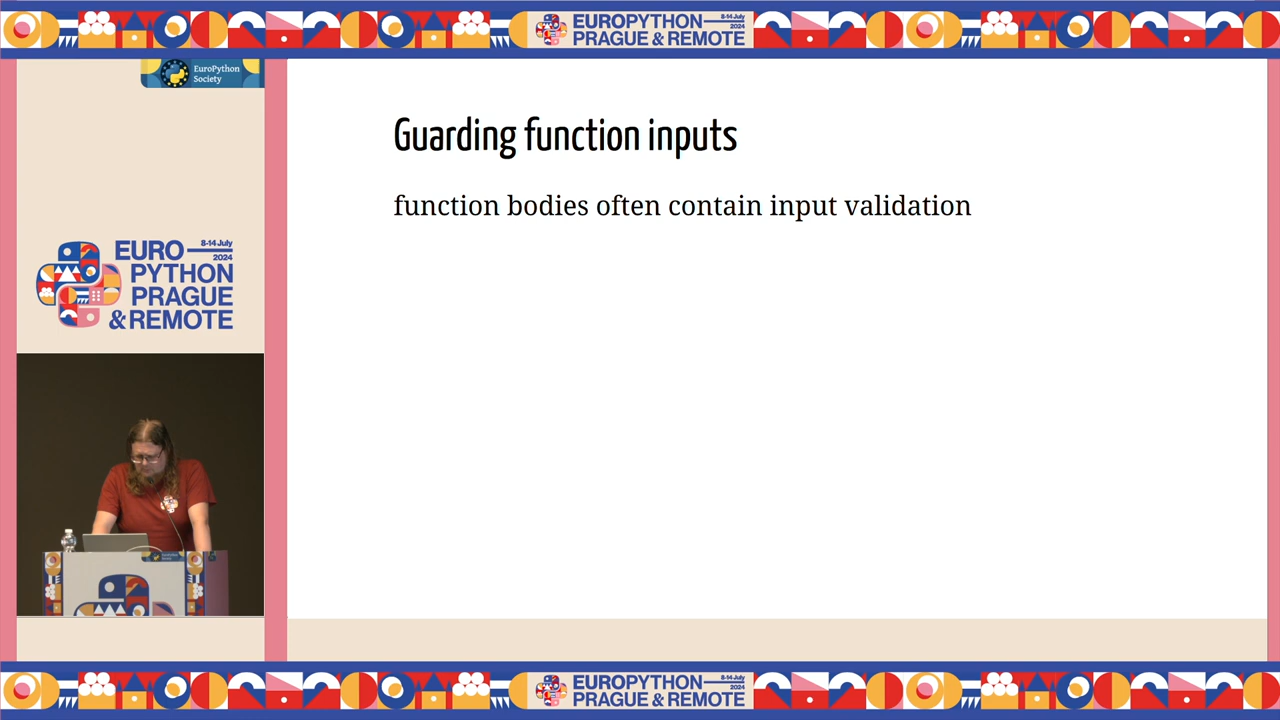 EUROPYTHON
8-14 July
2024
PRAGUE & REMOTE
EuroPython
Society
Guarding function inputs
function bodies often contain input validation
EURO
8-14 July
2024
PYTHON
PRAGUE
& REMOTE
EUROPYTHON
8-14 July
2024
PRAGUE & REMOTE